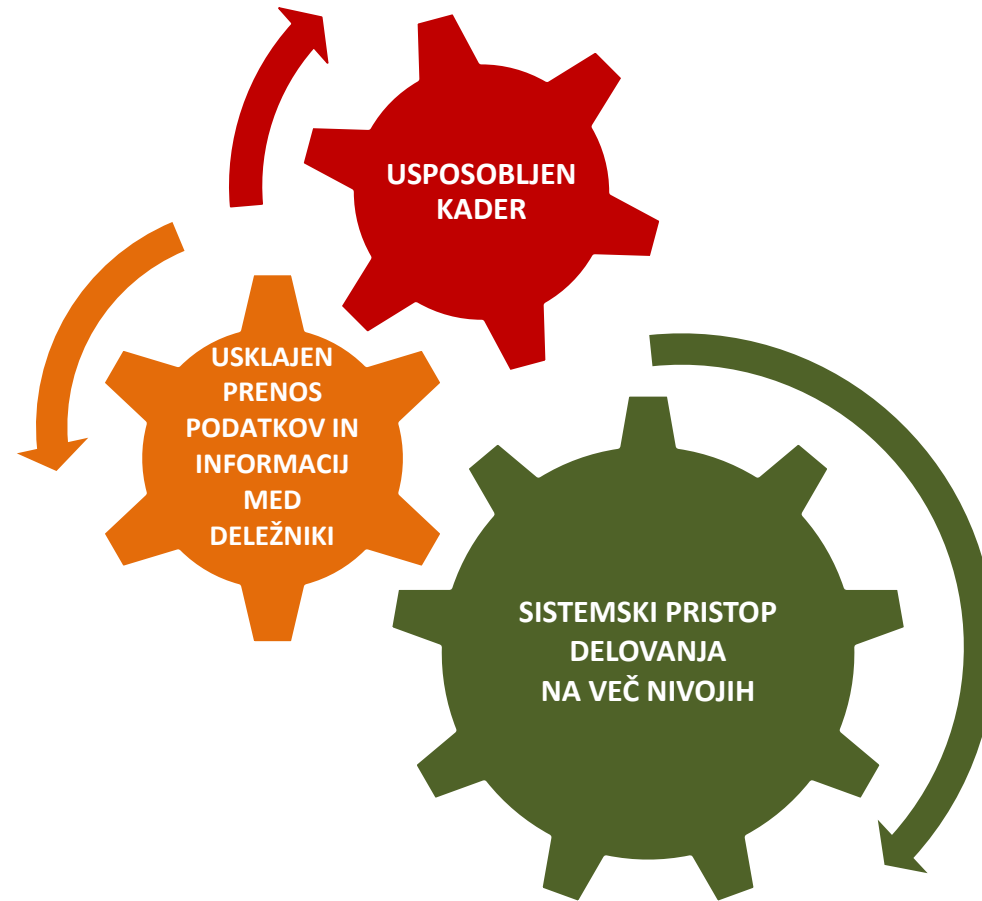 USPOSOBLJEN
KADER
USKLAJEN
PRENOS
PODATKOV IN
INFORMACIJ
MED
DELEŽNIKI
SISTEMSKI PRISTOP
DELOVANJA
NA VEČ NIVOJIH